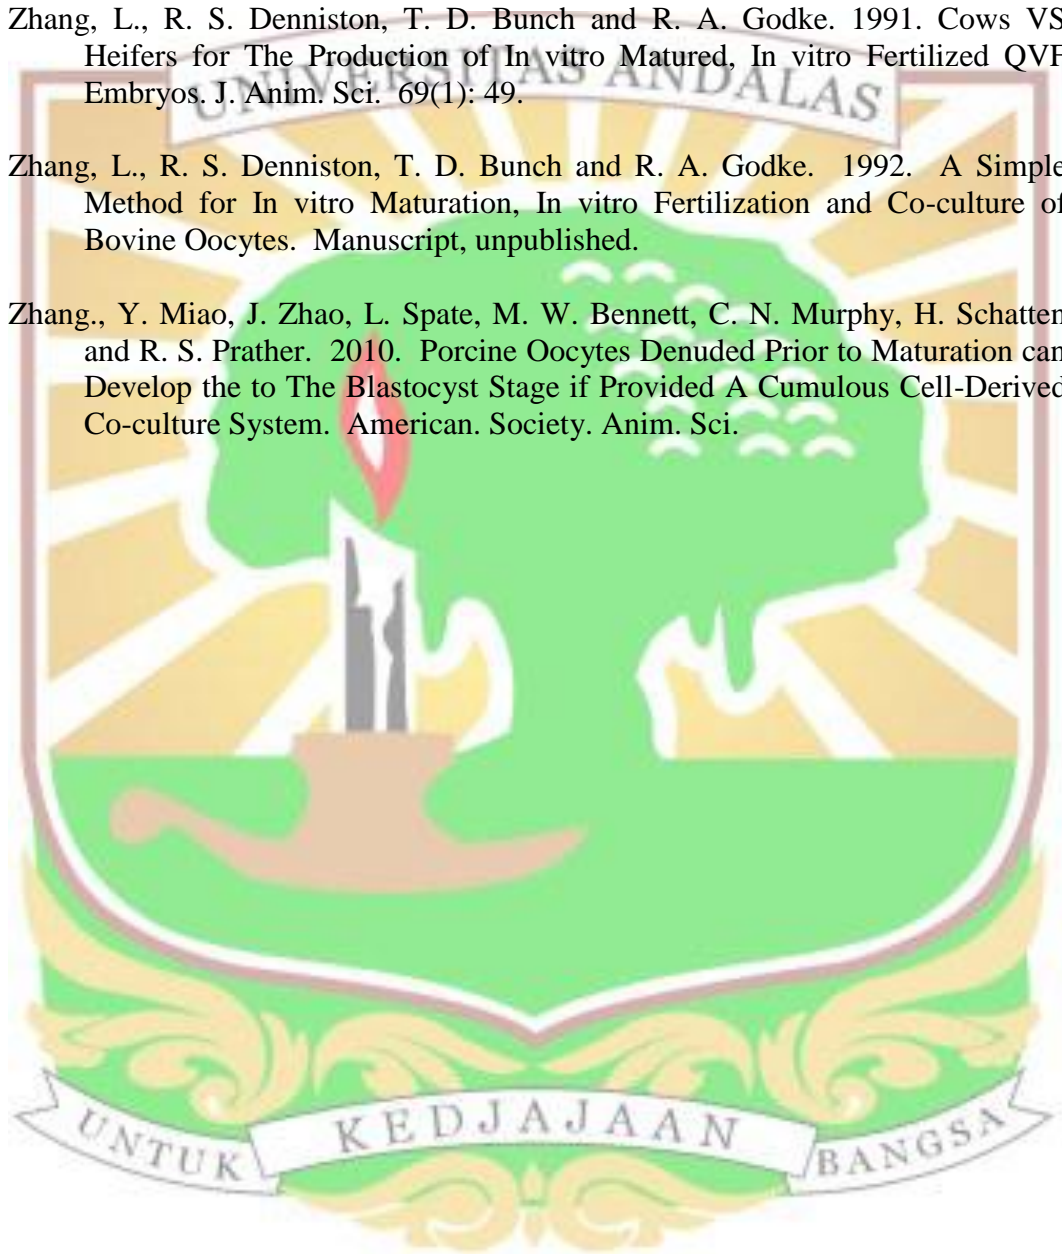 Zhang, L., R. S. Denniston, T. D. Bunch and R. A. Godke. 1991. Cows VS
Heifers for The Production of In vitro Matured, In vitro Fertilized QVF
Embryos. J. Anim. Sci. 69(1): 49.
UNIVERSITAS ANDALAS
Zhang, L., R. S. Denniston, T. D. Bunch and R. A. Godke. 1992. A Simple
Method for In vitro Maturation, In vitro Fertilization and Co-culture of
Bovine Oocytes. Manuscript, unpublished.
Zhang., Y. Miao, J. Zhao, L. Spate, M. W. Bennett, C. N. Murphy, H. Schatten
and R. S. Prather. 2010. Porcine Oocytes Denuded Prior to Maturation can
Develop the to The Blastocyst Stage if Provided A Cumulous Cell-Derived
Co-culture System. American. Society. Anim. Sci.
UNTUK KEDJAJAAN BANGSA